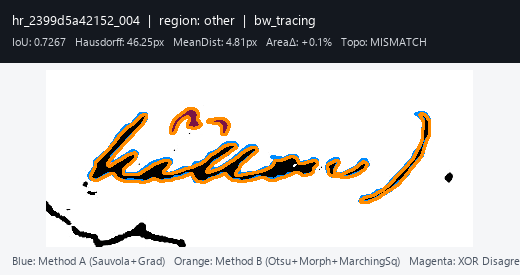 hr_2399d5a42152_004 | region: other | bw_tracing
IoU: 0.7267 Hausdorff: 46.25px MeanDist: 4.81px AreaΔ: +0.1% Topo: MISMATCH
Blue: Method A (Sauvola+Grad) Orange: Method B (Otsu+Morph+MarchingSq) Magenta: XOR Disagre